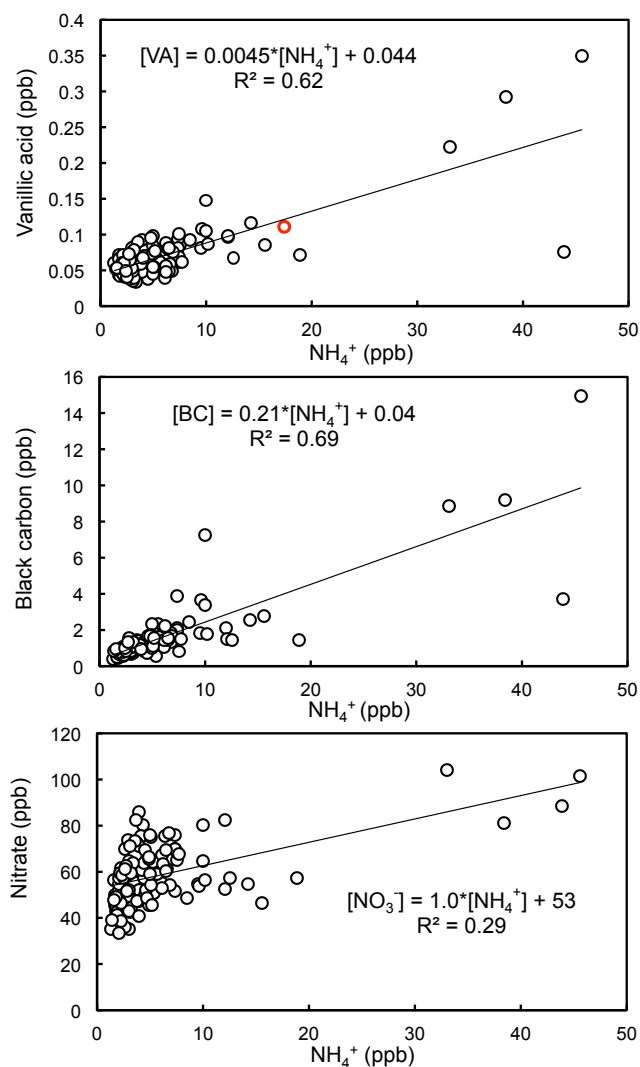 0.4
[VA] = 0.0045*[NH₄⁺] + 0.044
0.35
R² = 0.62
0.3
0.25
0.2
0.15
0.1
0.05
0
Vanillic acid (ppb)
0 10 20 30 40 50
NH₄⁺ (ppb)
16
[BC] = 0.21*[NH₄⁺] + 0.04
14
R² = 0.69
12
10
8
6
4
2
0
Black carbon (ppb)
0 10 20 30 40 50
NH₄⁺ (ppb)
120
100
80
60
40
20
0
Nitrate (ppb)
[NO₃⁻] = 1.0*[NH₄⁺] + 53
R² = 0.29
0 10 20 30 40 50
NH₄⁺ (ppb)